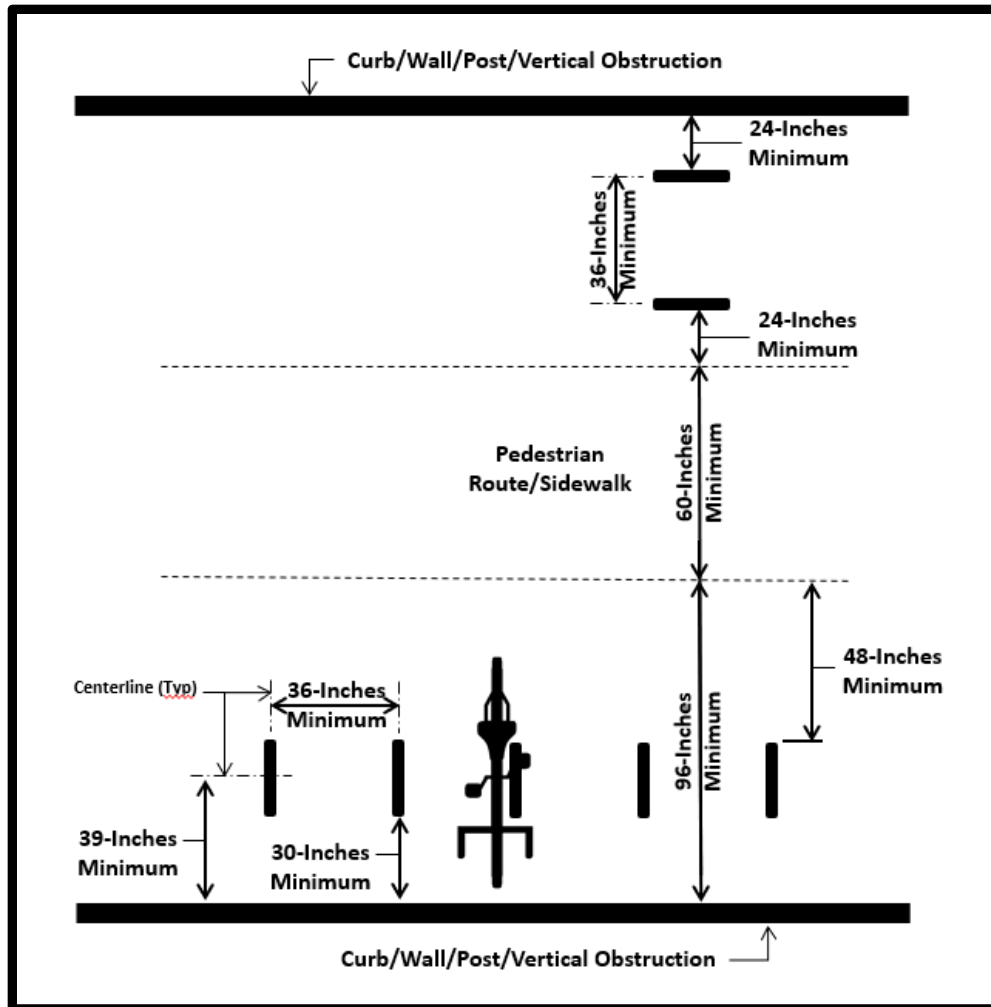 Curb/Wall/Post/Vertical Obstruction
24-Inches
Minimum
36-Inches
Minimum
24-Inches
Minimum
Pedestrian
Route/Sidewalk
60-Inches
Minimum
48-Inches
Minimum
Centerline (Typ)
36-Inches
Minimum
96-Inches
Minimum
39-Inches
Minimum
30-Inches
Minimum
Curb/Wall/Post/Vertical Obstruction